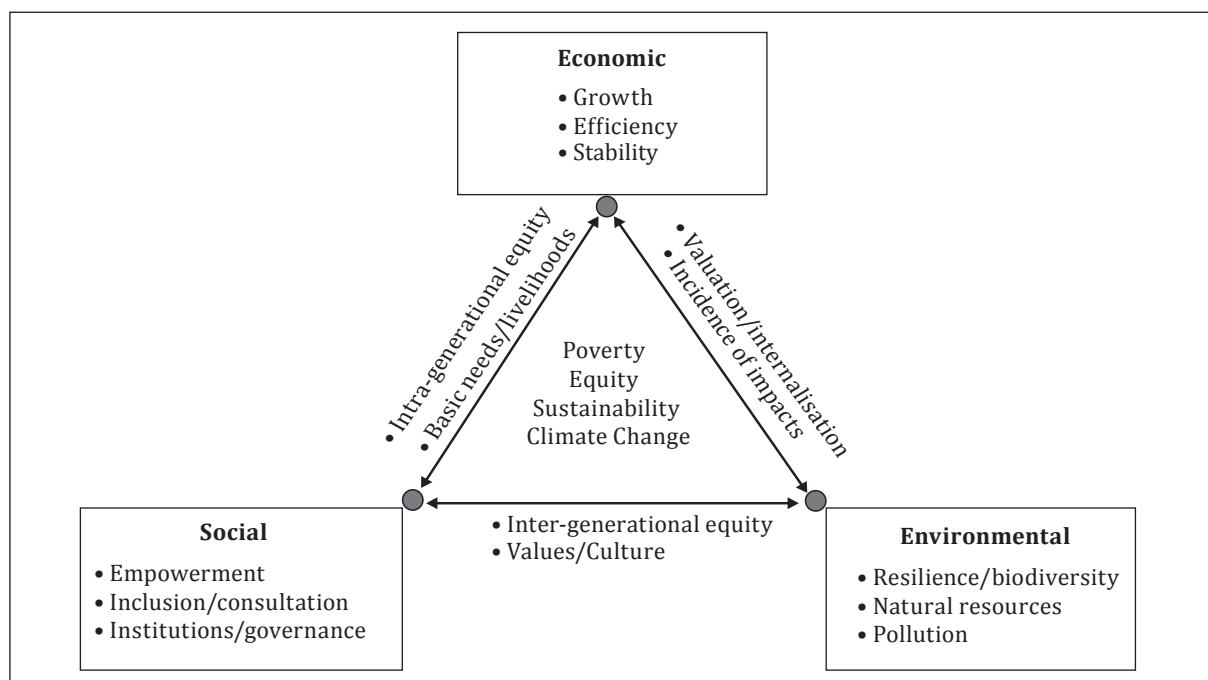 Economic
• Growth
• Efficiency
• Stability
• Intra-generational equity
• Basic needs/livelihoods
• Valuation/internalisation
• Incidence of impacts
Poverty
Equity
Sustainability
Climate Change
• Inter-generational equity
• Values/Culture
Social
• Empowerment
• Inclusion/consultation
• Institutions/governance
Environmental
• Resilience/biodiversity
• Natural resources
• Pollution